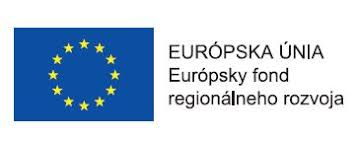 EURÓPSKA ÚNIA
Európsky fond
regionálneho rozvoja